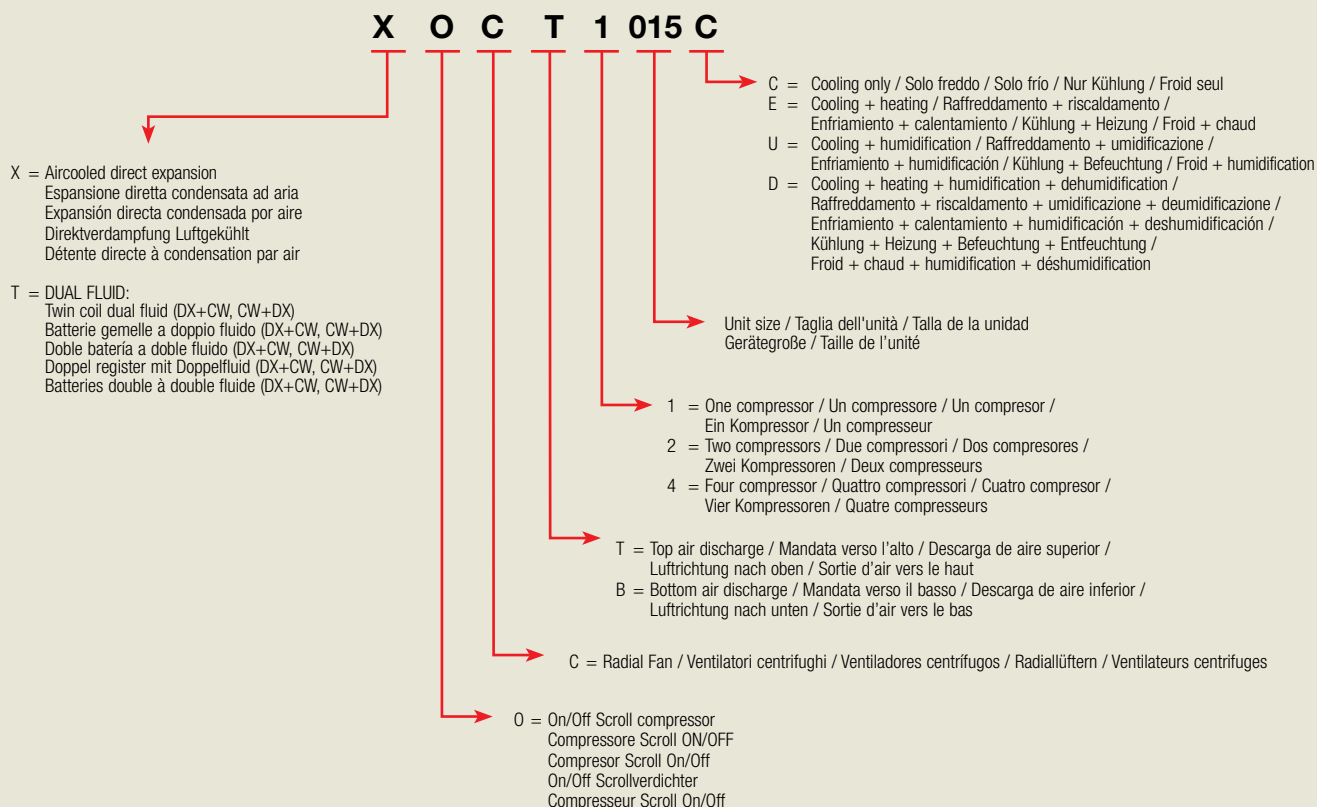 X O C T 1 015 C
C = Cooling only / Solo freddo / Solo frío / Nur Kühlung / Froid seul
E = Cooling + heating / Raffreddamento + riscaldamento /
Enfriamiento + calentamiento / Kühlung + Heizung / Froid + chaud
U = Cooling + humidification / Raffreddamento + umidificazione /
Enfriamiento + humidificación / Kühlung + Befeuchtung / Froid + humidification
D = Cooling + heating + humidification + dehumidification /
Raffreddamento + riscaldamento + umidificazione + deumidificazione /
Enfriamiento + calentamiento + humidificación + deshumidificación /
Kühlung + Heizung + Befeuchtung + Entfeuchtung /
Froid + chaud + humidification + déshumidification
X = Aircooled direct expansion
Espansione diretta condensata ad aria
Expansión directa condensada por aire
Direktverdampfung Luftgekühlt
Détente directe à condensation par air
T = DUAL FLUID:
Twin coil dual fluid (DX+CW, CW+DX)
Batterie gemelle a doppio fluido (DX+CW, CW+DX)
Doble batería a doble fluido (DX+CW, CW+DX)
Doppel register mit Doppelfluid (DX+CW, CW+DX)
Batteries double à double fluide (DX+CW, CW+DX)
Unit size / Taglia dell'unità / Talla de la unidad
Gerätegroße / Taille de l'unité
1 = One compressor / Un compressore / Un compresor /
Ein Kompressor / Un compresseur
2 = Two compressors / Due compressori / Dos compresores /
Zwei Kompressoren / Deux compresseurs
4 = Four compressor / Quattro compressori / Cuatro compresor /
Vier Kompressoren / Quatre compresseurs
T = Top air discharge / Mandata verso l'alto / Descarga de aire superior /
Luftrichtung nach oben / Sortie d'air vers le haut
B = Bottom air discharge / Mandata verso il basso / Descarga de aire inferior /
Luftrichtung nach unten / Sortie d'air vers le bas
C = Radial Fan / Ventilatori centrifughi / Ventiladores centrífugos / Radiallüftern / Ventilateurs centrifuges
O = On/Off Scroll compressor
Compressore Scroll ON/OFF
Compresor Scroll On/Off
On/Off Scrollverdichter
Compresseur Scroll On/Off